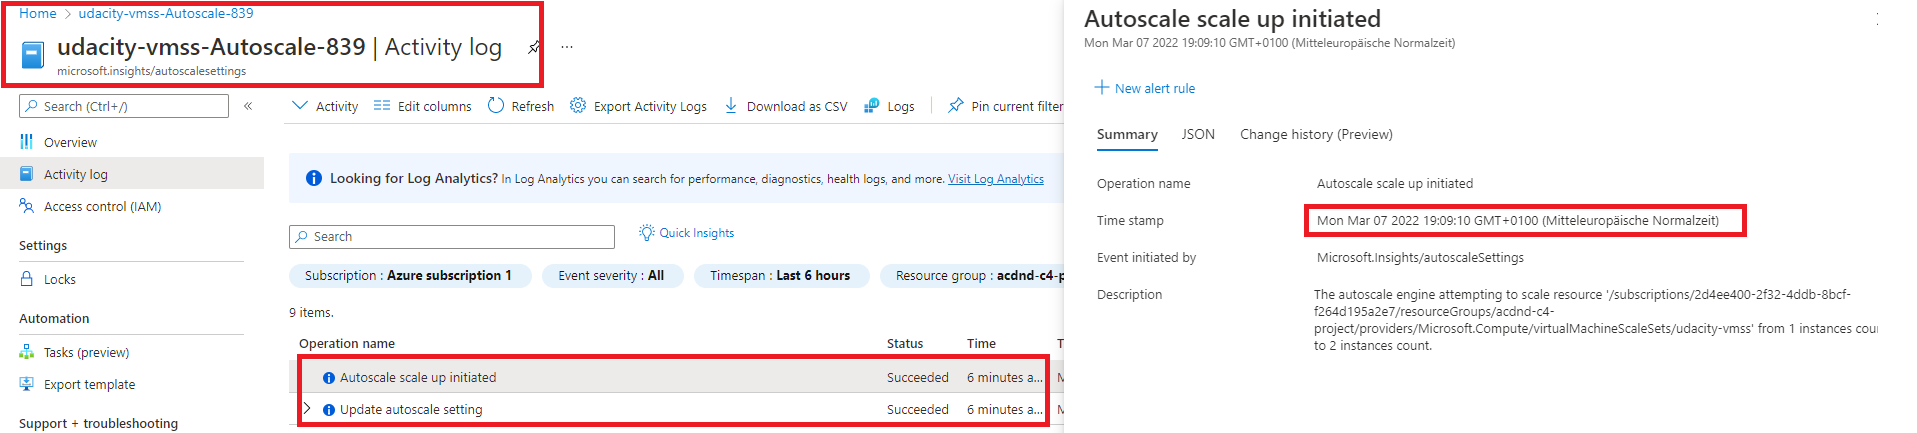 Home > udacity-vmss-Autoscale-839
udacity-vmss-Autoscale-839 | Activity log ...
microsoft.insights/autoscalesettings
Search (Ctrl+/) «
Overview
Activity log
Access control (IAM)
Settings
Locks
Automation
Tasks (preview)
Export template
Support + troubleshooting
Activity Edit columns Refresh Export Activity Logs Download as CSV Logs Pin current filter
Looking for Log Analytics? In Log Analytics you can search for performance, diagnostics, health logs, and more. Visit Log Analytics
Search Quick Insights
Subscription : Azure subscription 1 Event severity : All Timespan : Last 6 hours Resource group : acdnd-c4-p
9 items.
Operation name Status Time T
Autoscale scale up initiated Succeeded 6 minutes a... M
Update autoscale setting Succeeded 6 minutes a... M
Autoscale scale up initiated
Mon Mar 07 2022 19:09:10 GMT+0100 (Mitteleuropäische Normalzeit)
New alert rule
Summary JSON Change history (Preview)
Operation name Autoscale scale up initiated
Time stamp Mon Mar 07 2022 19:09:10 GMT+0100 (Mitteleuropäische Normalzeit)
Event initiated by Microsoft.Insights/autoscaleSettings
Description The autoscale engine attempting to scale resource '/subscriptions/2d4ee400-2f32-4ddb-8bcf-
f264d195a2e7/resourceGroups/acdnd-c4-
project/providers/Microsoft.Compute/virtualMachineScaleSets/udacity-vmss' from 1 instances cou
to 2 instances count.